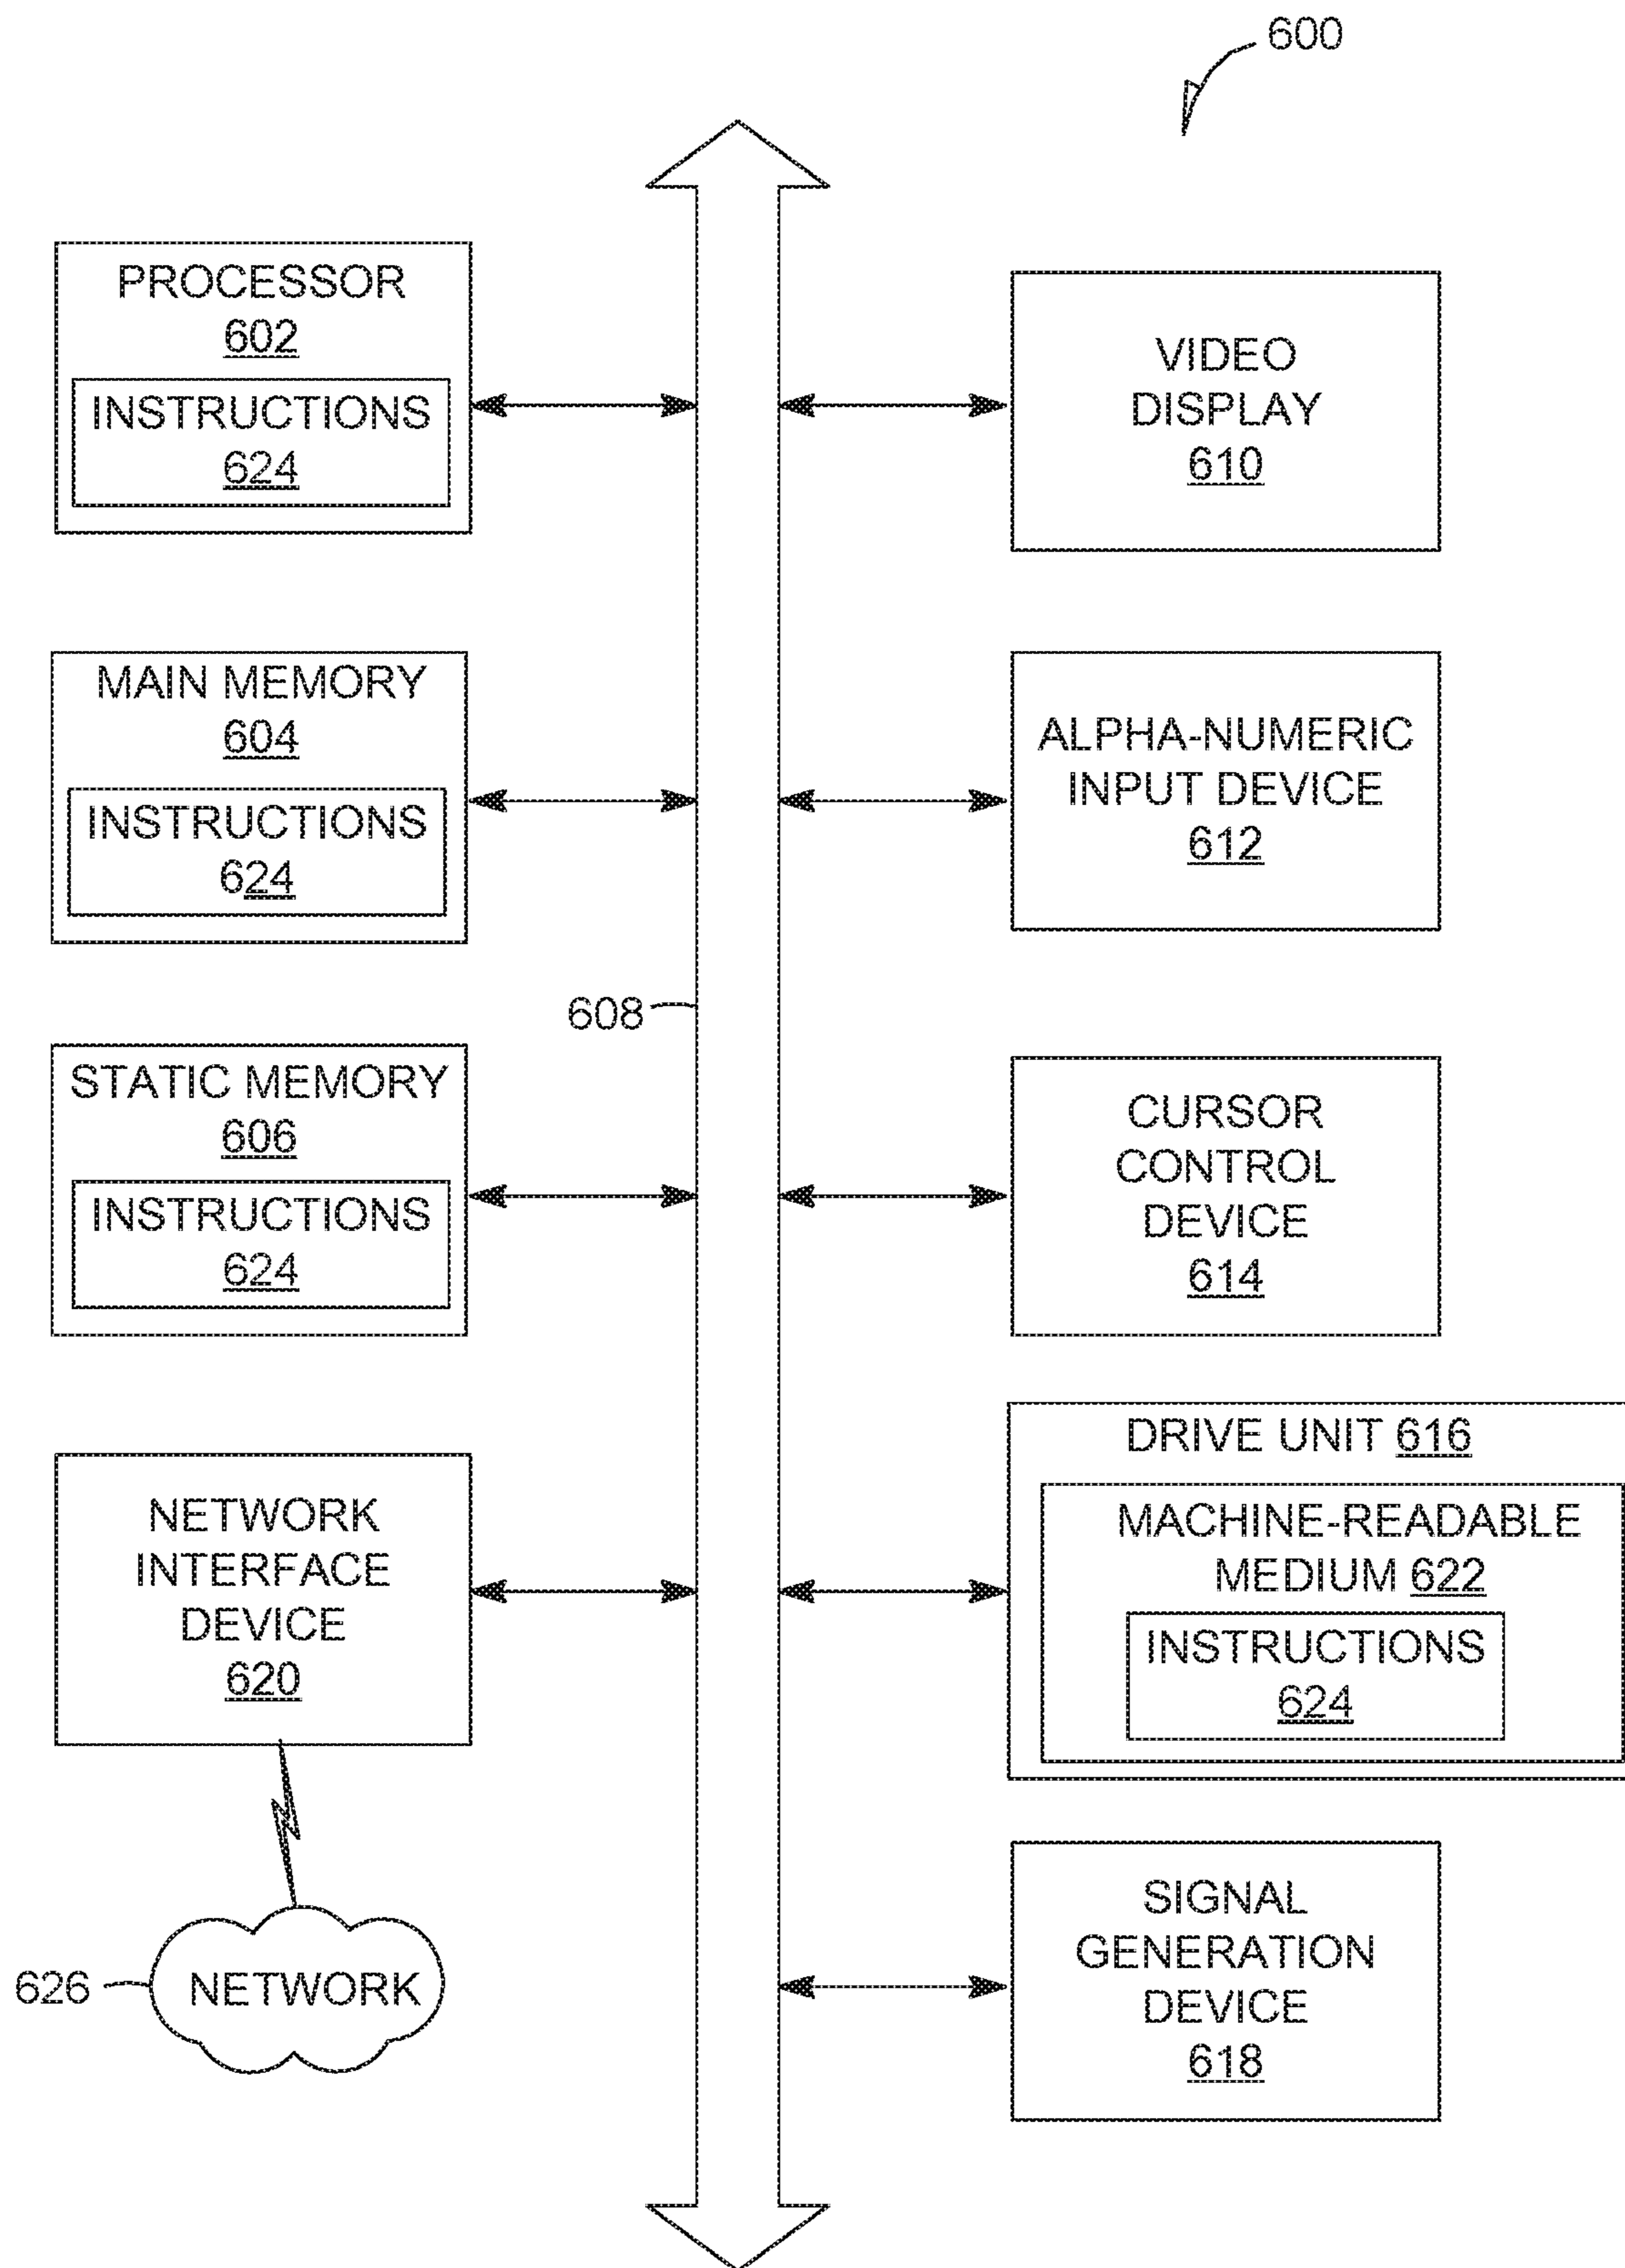 600
PROCESSOR
602
INSTRUCTIONS
624
MAIN MEMORY
604
INSTRUCTIONS
624
608
STATIC MEMORY
606
INSTRUCTIONS
624
NETWORK
INTERFACE
DEVICE
620
626
NETWORK
VIDEO
DISPLAY
610
ALPHA-NUMERIC
INPUT DEVICE
612
CURSOR
CONTROL
DEVICE
614
DRIVE UNIT 616
MACHINE-READABLE
MEDIUM 622
INSTRUCTIONS
624
SIGNAL
GENERATION
DEVICE
618